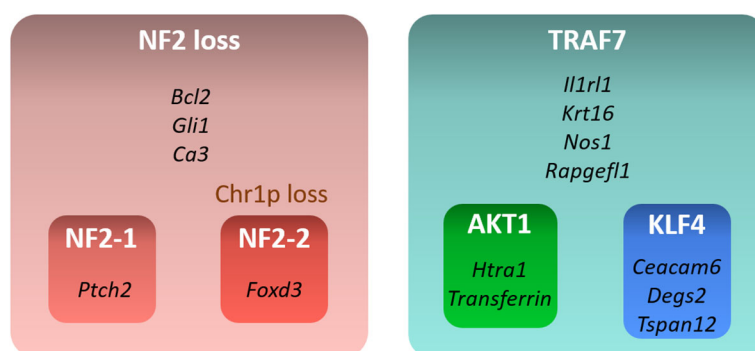 NF2 loss
Bcl2
Gli1
Ca3
Chr1p loss
NF2-1
Ptch2
NF2-2
Foxd3
TRAF7
Il1rl1
Krt16
Nos1
Rapgefl1
AKT1
Htra1
Transferrin
KLF4
Ceacam6
Degs2
Tspan12